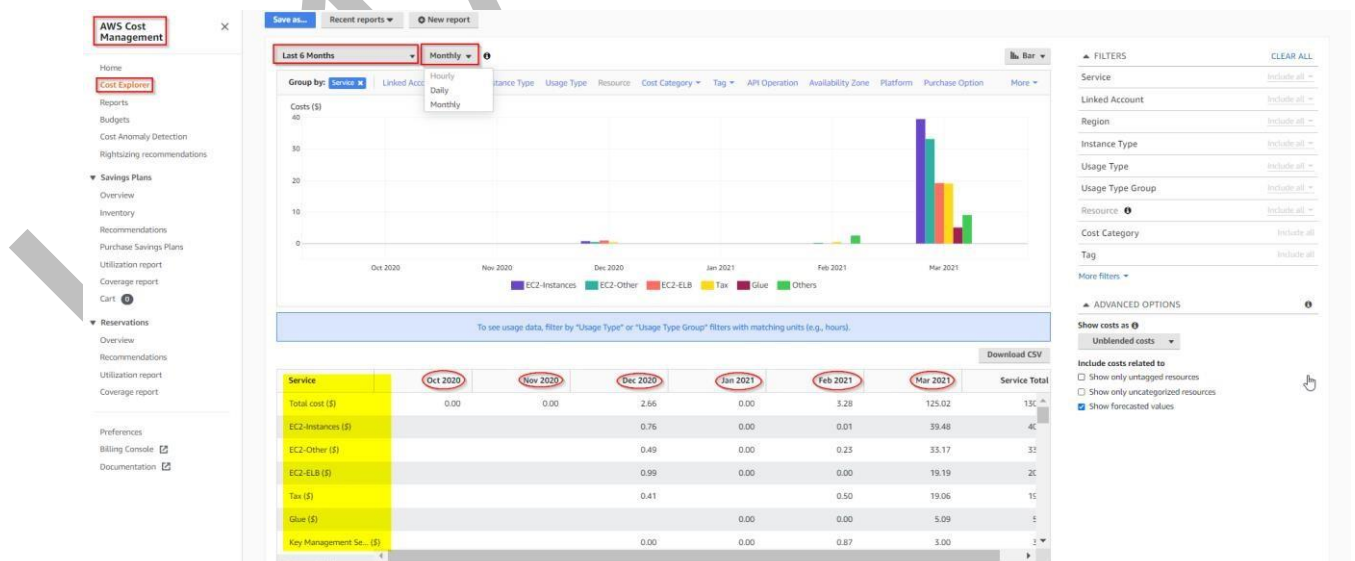 AWS Cost
Management
Home
Cost Explorer
Reports
Budgets
Cost Anomaly Detection
Rightsizing recommendations
Savings Plans
Overview
Inventory
Recommendations
Purchase Savings Plans
Utilization report
Coverage report
Cart 0
Reservations
Overview
Recommendations
Utilization report
Coverage report
Preferences
Billing Console
Documentation
Save as... Recent reports New report
Last 6 Months Monthly Bar
Hourly
Daily
Monthly
Group by: Service Linked Usage Type Resource Cost Category Tag API Operation Availability Zone Platform Purchase Option More
Costs ($)
40
30
20
10
0
Oct 2020 Nov 2020 Dec 2020 Jan 2021 Feb 2021 Mar 2021
EC2-Instances EC2-Other EC2-ELB Tax Glue Others
To see usage data, filter by "Usage Type" or "Usage Type Group" filters with matching units (e.g., hours).
Download CSV
Service Oct 2020 Nov 2020 Dec 2020 Jan 2021 Feb 2021 Mar 2021 Service Total
Total cost ($) 0.00 0.00 2.66 0.00 3.28 125.02
EC2-Instances ($) 0.76 0.00 0.01 39.48
EC2-Other ($) 0.49 0.00 0.23 33.17
EC2-ELB ($) 0.99 0.00 0.00 19.19
Tax ($) 0.41 0.50 19.06
Glue ($) 0.00 0.00 5.09
Key Management Se... ($) 0.00 0.00 0.87 3.00
FILTERS CLEAR ALL
Service Include all
Linked Account Include all
Region Include all
Instance Type Include all
Usage Type Include all
Usage Type Group Include all
Resource Include all
Cost Category Include all
Tag Include all
More filters
ADVANCED OPTIONS
Show costs as
Unblended costs
Include costs related to
Show only untagged resources
Show only uncategorized resources
Show forecasted values